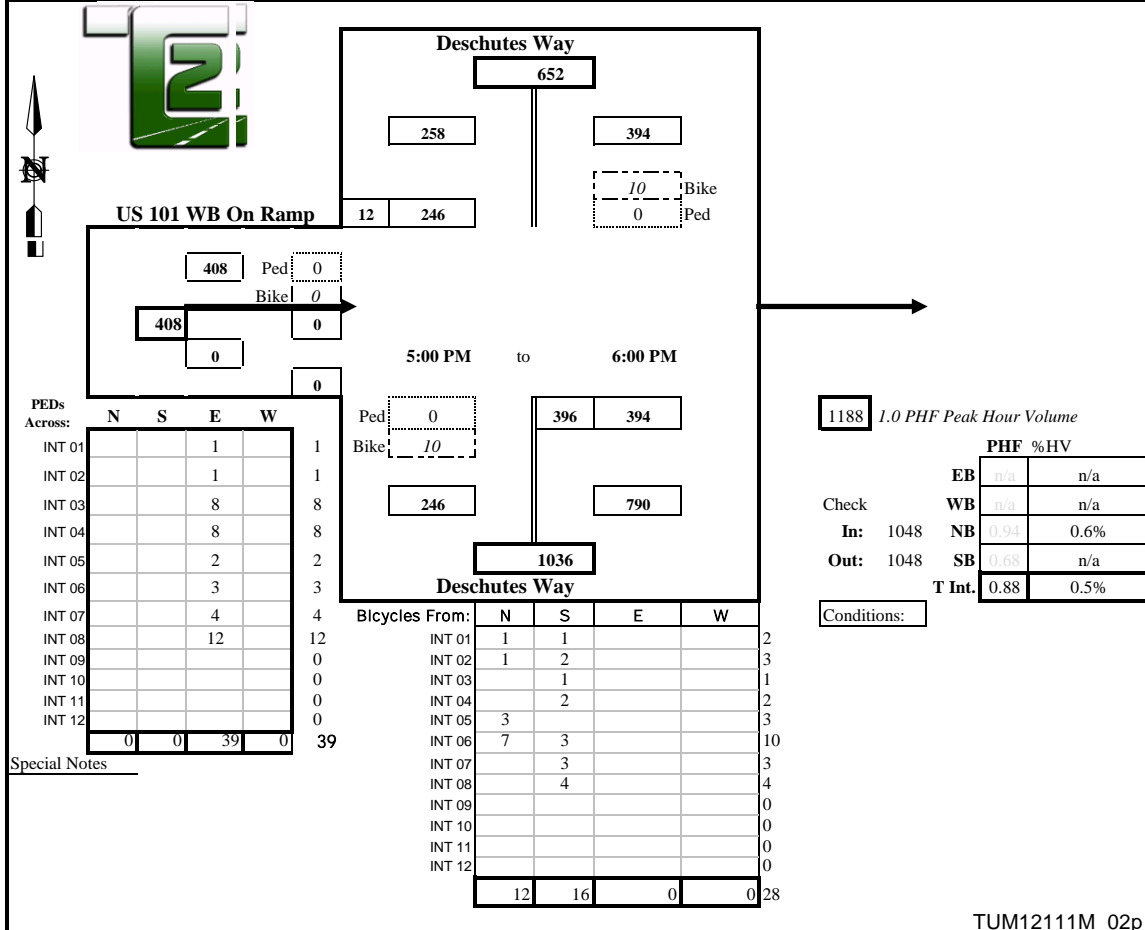 T2
N
Deschutes Way
652
258 394
10 Bike
0 Ped
US 101 WB On Ramp
12 246
408 Ped 0
Bike 0
408 0
0
0
5:00 PM to 6:00 PM
Ped 0 396 394
Bike 10
246 790
1036
Deschutes Way
1188 1.0 PHF Peak Hour Volume
PHF %HV
EB n/a n/a
Check WB n/a n/a
In: 1048 NB 0.94 0.6%
Out: 1048 SB 0.68 n/a
T Int. 0.88 0.5%
Conditions:
PEDs
Across: N S E W
INT 01 1 1
INT 02 1 1
INT 03 8 8
INT 04 8 8
INT 05 2 2
INT 06 3 3
INT 07 4 4
INT 08 12 12
INT 09 0
INT 10 0
INT 11 0
INT 12 0
0 0 39 0 39
Special Notes
Bicycles From: N S E W
INT 01 1 1 2
INT 02 1 2 3
INT 03 1 1
INT 04 2 2
INT 05 3 3
INT 06 7 3 10
INT 07 3 3
INT 08 4 4
INT 09 0
INT 10 0
INT 11 0
INT 12 0
12 16 0 0 28
TUM12111M_02p